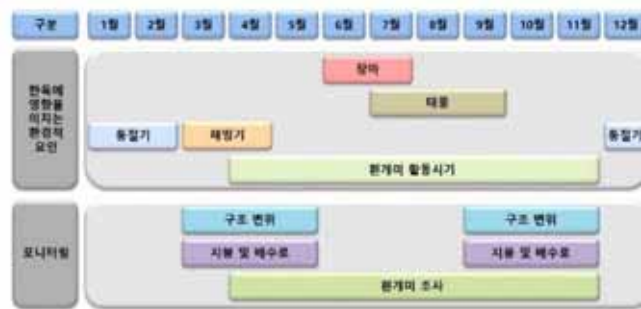 구분 1월 2월 3월 4월 5월 6월 7월 8월 9월 10월 11월 12월
한옥에
영향을
미치는
환경적
요인
장마
태풍
동절기 해빙기 동절기
흰개미 활동시기
모니터링
구조 변위 구조 변위
지붕 및 배수로 지붕 및 배수로
흰개미 조사